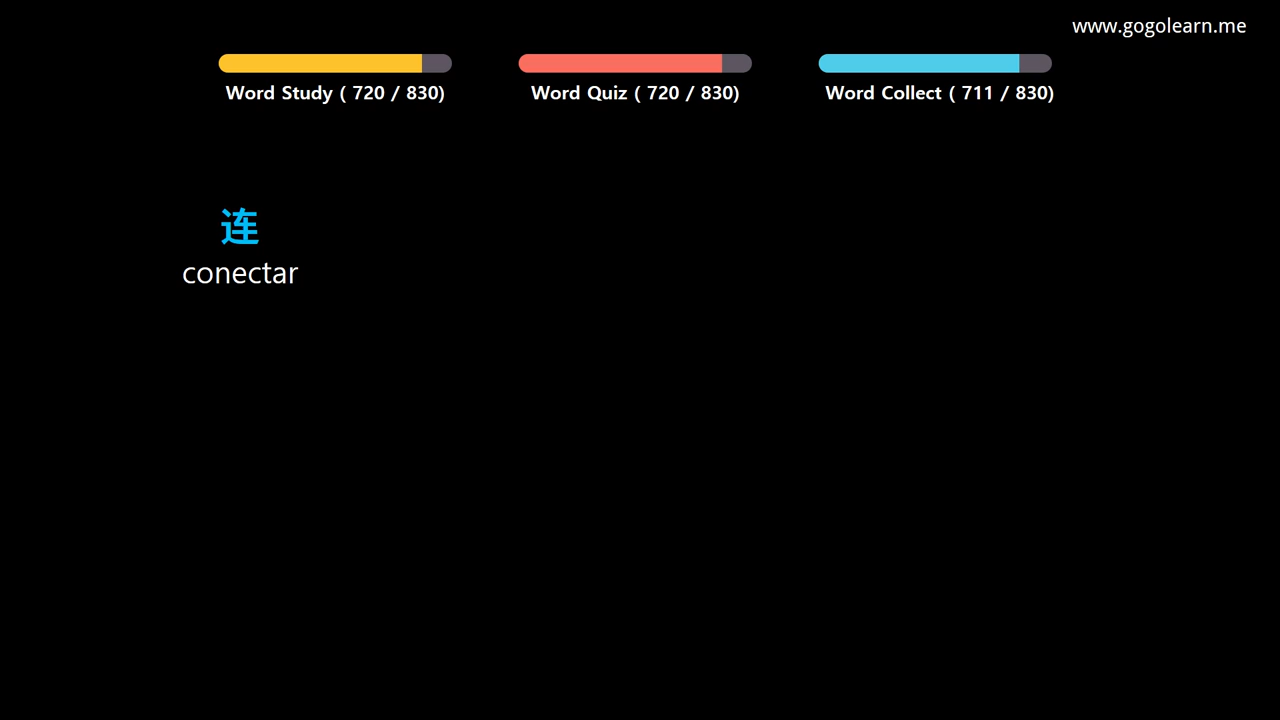 www.gogolearn.me
Word Study ( 720 / 830)
Word Quiz ( 720 / 830)
Word Collect ( 711 / 830)
连
conectar